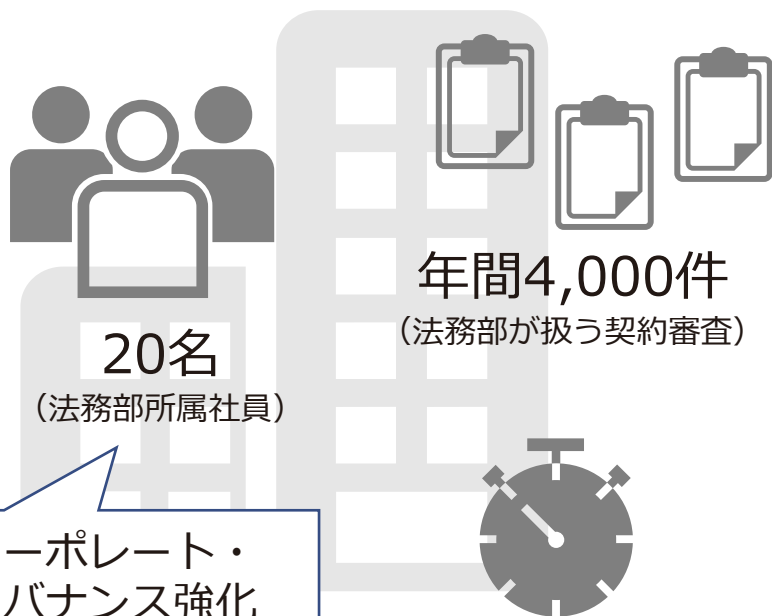 年間4,000件
（法務部が扱う契約審査）
20名
（法務部所属社員）
ーポレート・
バナンス強化